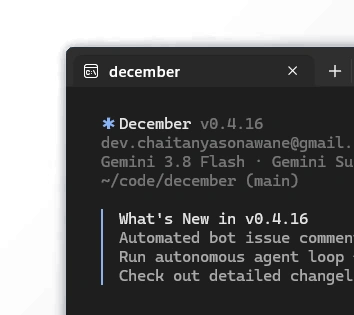 december
December v0.4.16
dev.chaitanyasonawane@gmail.
Gemini 3.8 Flash · Gemini Su
~/code/december (main)
What's New in v0.4.16
Automated bot issue commen
Run autonomous agent loop
Check out detailed changel